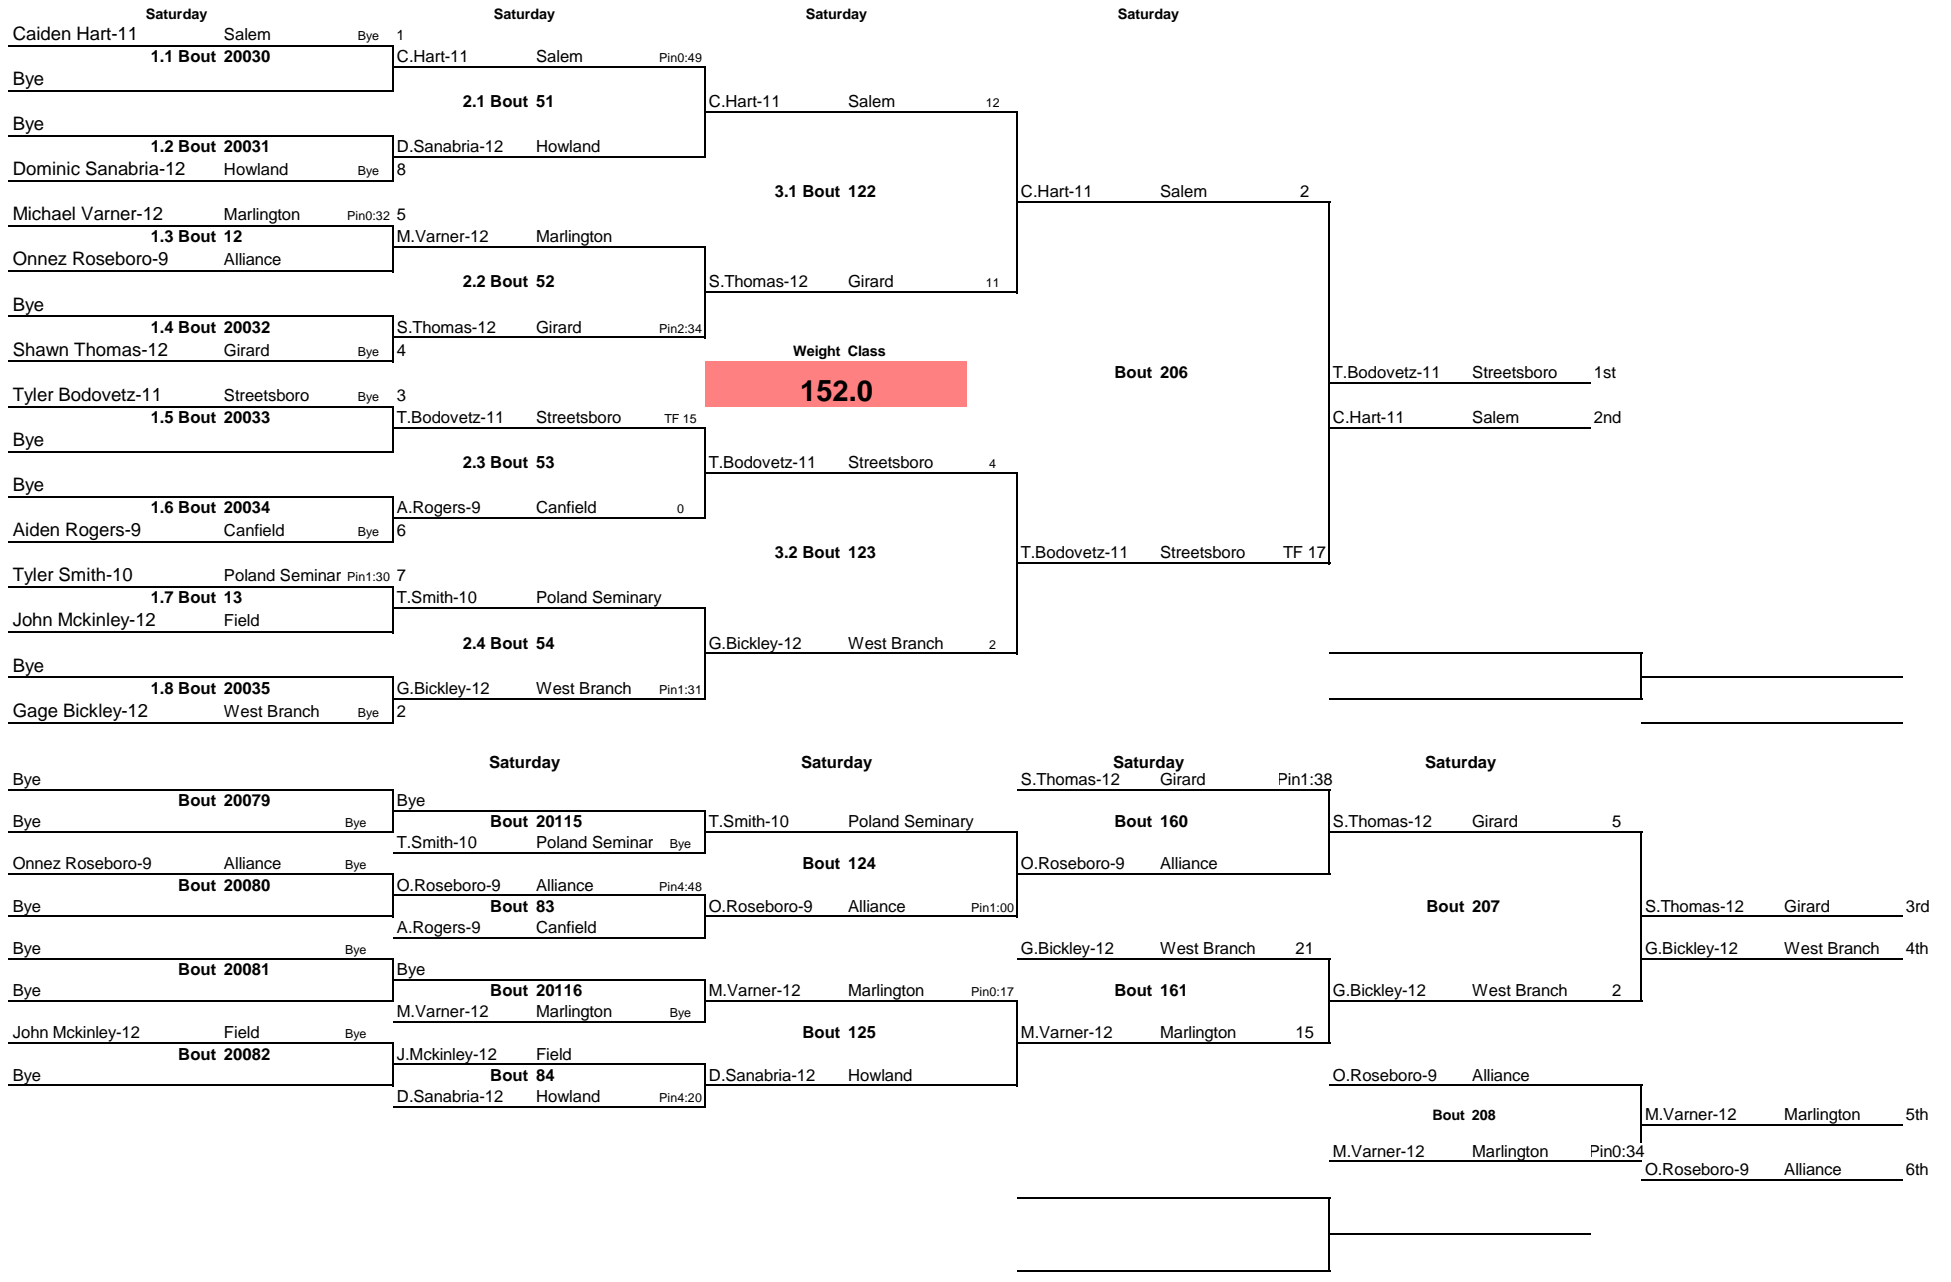 Saturday Saturday Saturday Saturday
Caiden Hart-11 Salem Bye 1
1.1 Bout 20030 C.Hart-11 Salem Pin0:49
Bye
2.1 Bout 51 C.Hart-11 Salem 12
Bye
1.2 Bout 20031 D.Sanabria-12 Howland
Dominic Sanabria-12 Howland Bye 8
3.1 Bout 122 C.Hart-11 Salem 2
Michael Varner-12 Marlington Pin0:32 5
1.3 Bout 12 M.Varner-12 Marlington
Onnez Roseboro-9 Alliance
2.2 Bout 52 S.Thomas-12 Girard 11
Bye
1.4 Bout 20032 S.Thomas-12 Girard Pin2:34
Shawn Thomas-12 Girard Bye 4 Weight Class
Bout 206 T.Bodovetz-11 Streetsboro 1st
Tyler Bodovetz-11 Streetsboro Bye 3 152.0
1.5 Bout 20033 T.Bodovetz-11 Streetsboro TF 15 C.Hart-11 Salem 2nd
Bye
2.3 Bout 53 T.Bodovetz-11 Streetsboro 4
Bye
1.6 Bout 20034 A.Rogers-9 Canfield 0
Aiden Rogers-9 Canfield Bye 6
3.2 Bout 123 T.Bodovetz-11 Streetsboro TF 17
Tyler Smith-10 Poland Seminar Pin1:30 7
1.7 Bout 13 T.Smith-10 Poland Seminary
John Mckinley-12 Field
2.4 Bout 54 G.Bickley-12 West Branch 2
Bye
1.8 Bout 20035 G.Bickley-12 West Branch Pin1:31
Gage Bickley-12 West Branch Bye 2
Saturday Saturday Saturday Saturday
Bye S.Thomas-12 Girard Pin1:38
Bout 20079 Bye
Bye Bye Bout 20115 T.Smith-10 Poland Seminary Bout 160 S.Thomas-12 Girard 5
T.Smith-10 Poland Seminar Bye
Onnez Roseboro-9 Alliance Bye Bout 124 O.Roseboro-9 Alliance
Bout 20080 O.Roseboro-9 Alliance Pin4:48
Bye Bout 83 O.Roseboro-9 Alliance Pin1:00 Bout 207 S.Thomas-12 Girard 3rd
A.Rogers-9 Canfield
Bye Bye G.Bickley-12 West Branch 21 G.Bickley-12 West Branch 4th
Bout 20081 Bye
Bye Bout 20116 M.Varner-12 Marlington Pin0:17 Bout 161 G.Bickley-12 West Branch 2
M.Varner-12 Marlington Bye
John Mckinley-12 Field Bye Bout 125 M.Varner-12 Marlington 15
Bout 20082 J.Mckinley-12 Field
Bye Bout 84 D.Sanabria-12 Howland O.Roseboro-9 Alliance
D.Sanabria-12 Howland Pin4:20
Bout 208 M.Varner-12 Marlington 5th
M.Varner-12 Marlington Pin0:34
O.Roseboro-9 Alliance 6th